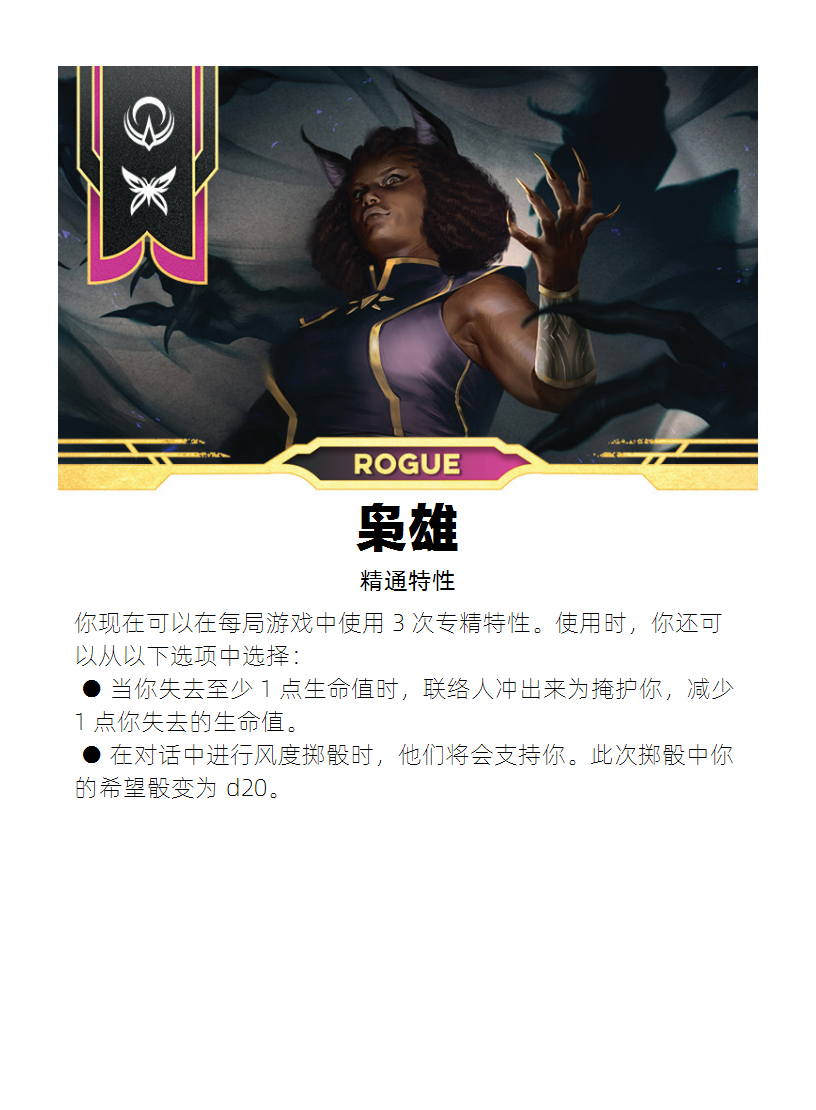 ROGUE
枭雄
精通特性
你现在可以在每局游戏中使用 3 次专精特性。使用时，你还可
以从以下选项中选择：
● 当你失去至少 1 点生命值时，联络人冲出来为掩护你，减少
1 点你失去的生命值。
● 在对话中进行风度掷骰时，他们将会支持你。此次掷骰中你
的希望骰变为 d20。